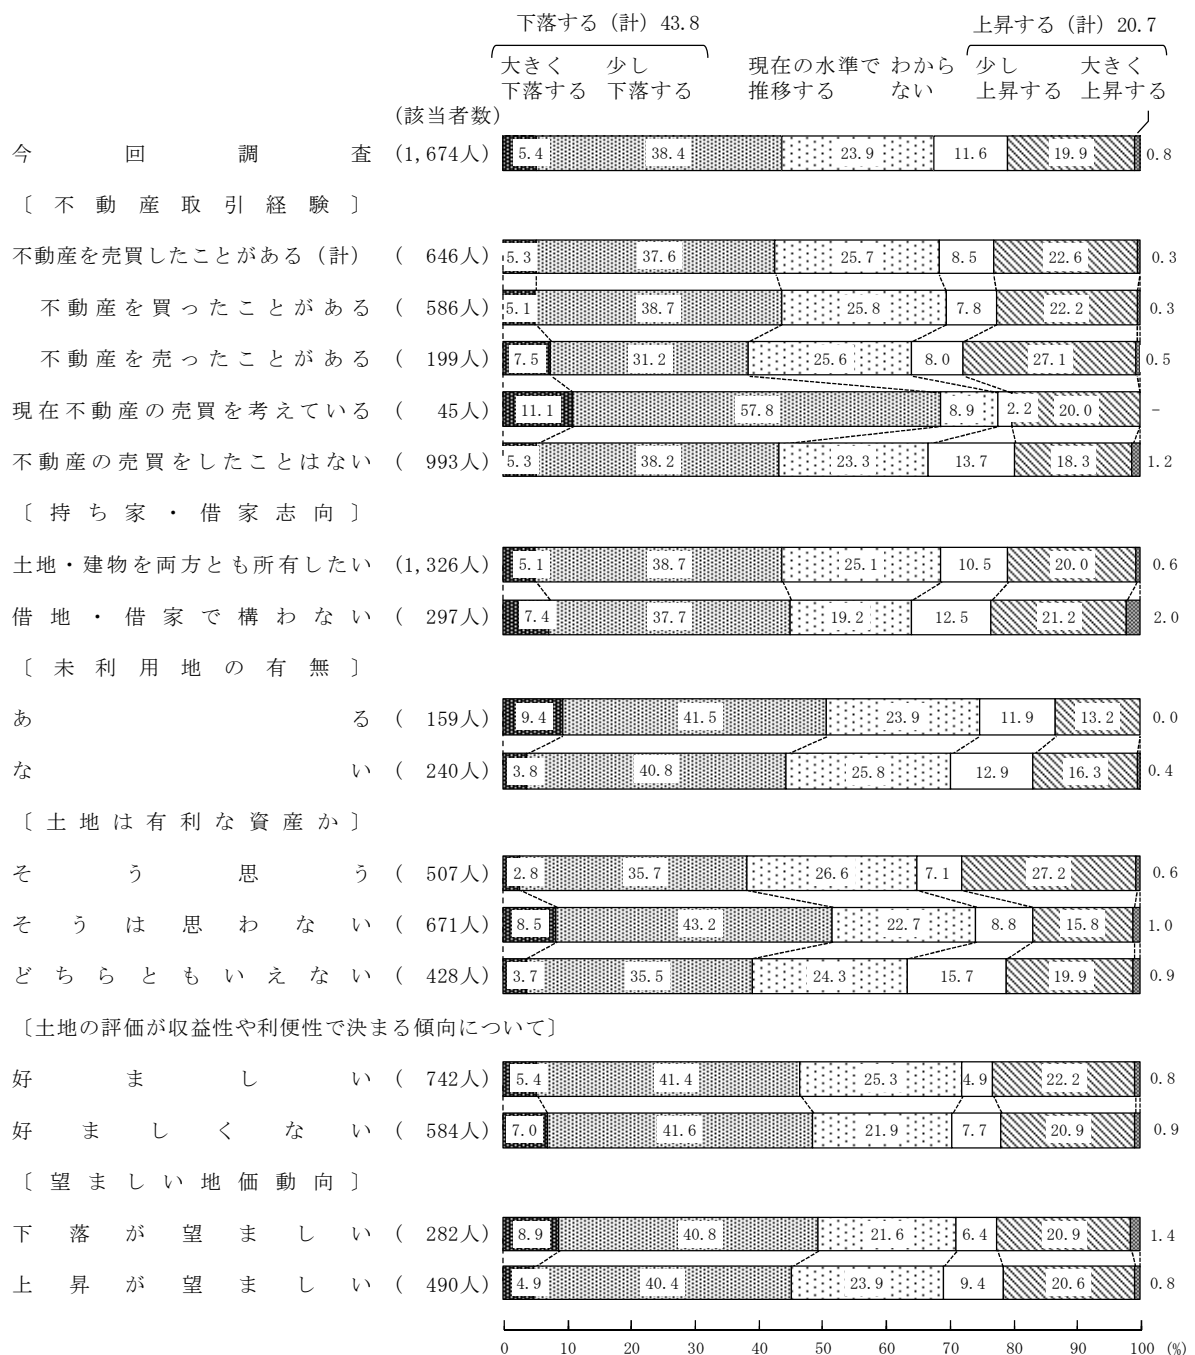 下落する（計）43.8 上昇する（計）20.7
大きく 少し 現在の水準で わから 少し 大きく
下落する 下落する 推移する ない 上昇する 上昇する
(該当者数)
今回調査 (1,674人) 5.4 38.4 23.9 11.6 19.9 0.8
〔不動産取引経験〕
不動産を売買したことがある（計） ( 646人) 5.3 37.6 25.7 8.5 22.6 0.3
不動産を買ったことがある ( 586人) 5.1 38.7 25.8 7.8 22.2 0.3
不動産を売ったことがある ( 199人) 7.5 31.2 25.6 8.0 27.1 0.5
現在不動産の売買を考えている ( 45人) 11.1 57.8 8.9 2.2 20.0 -
不動産の売買をしたことはない ( 993人) 5.3 38.2 23.3 13.7 18.3 1.2
〔持ち家・借家志向〕
土地・建物を両方とも所有したい (1,326人) 5.1 38.7 25.1 10.5 20.0 0.6
借地・借家で構わない ( 297人) 7.4 37.7 19.2 12.5 21.2 2.0
〔未利用地の有無〕
ある ( 159人) 9.4 41.5 23.9 11.9 13.2 0.0
ない ( 240人) 3.8 40.8 25.8 12.9 16.3 0.4
〔土地は有利な資産か〕
そう思う ( 507人) 2.8 35.7 26.6 7.1 27.2 0.6
そうは思わない ( 671人) 8.5 43.2 22.7 8.8 15.8 1.0
どちらともいえない ( 428人) 3.7 35.5 24.3 15.7 19.9 0.9
〔土地の評価が収益性や利便性で決まる傾向について〕
好ましい ( 742人) 5.4 41.4 25.3 4.9 22.2 0.8
好ましくない ( 584人) 7.0 41.6 21.9 7.7 20.9 0.9
〔望ましい地価動向〕
下落が望ましい ( 282人) 8.9 40.8 21.6 6.4 20.9 1.4
上昇が望ましい ( 490人) 4.9 40.4 23.9 9.4 20.6 0.8
0 10 20 30 40 50 60 70 80 90 100 (%)